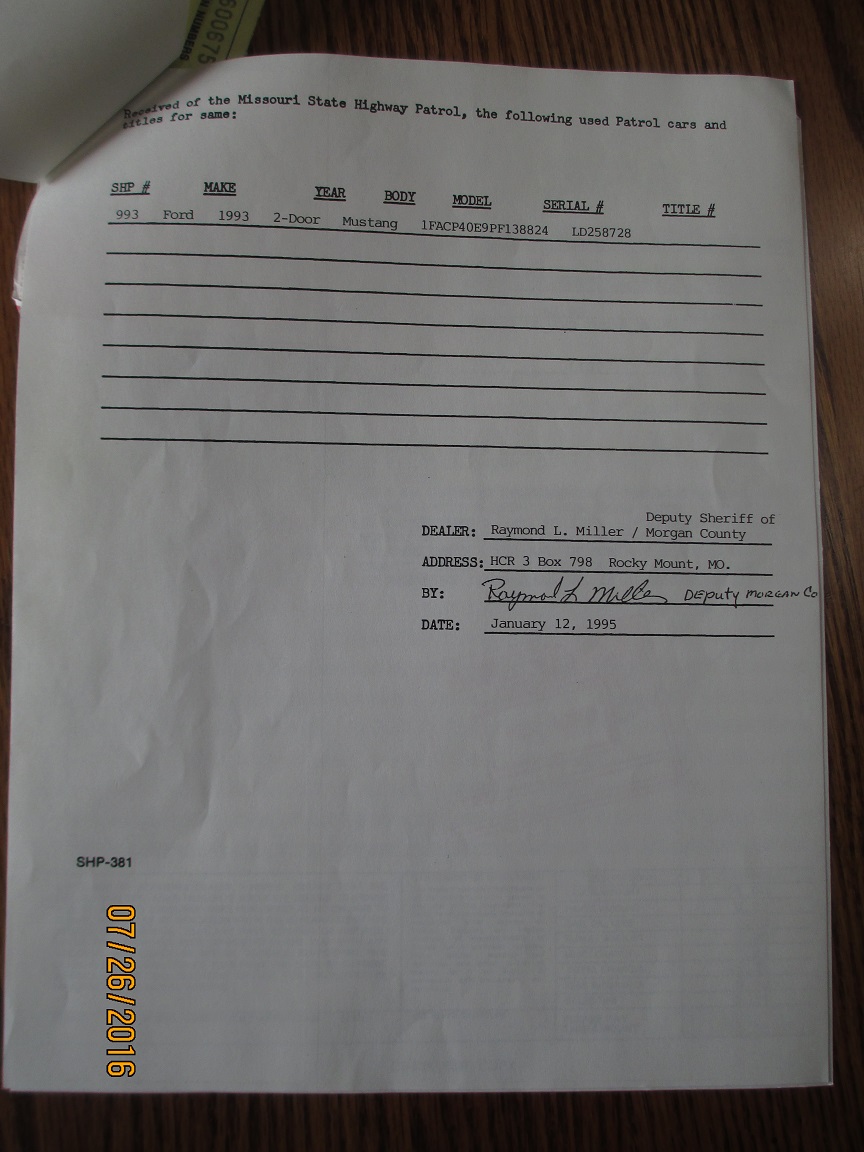 600675
N NUMBERS
Received of the Missouri State Highway Patrol, the following used Patrol cars and
titles for same:
SHP # MAKE YEAR BODY MODEL SERIAL # TITLE #
993 Ford 1993 2-Door Mustang 1FACP40E9PF138824 LD258728
Deputy Sheriff of
DEALER: Raymond L. Miller / Morgan County
ADDRESS: HCR 3 Box 798 Rocky Mount, MO.
BY: Raymond L Miller DEPuty MORGAN Co
DATE: January 12, 1995
SHP-381
07/26/2016